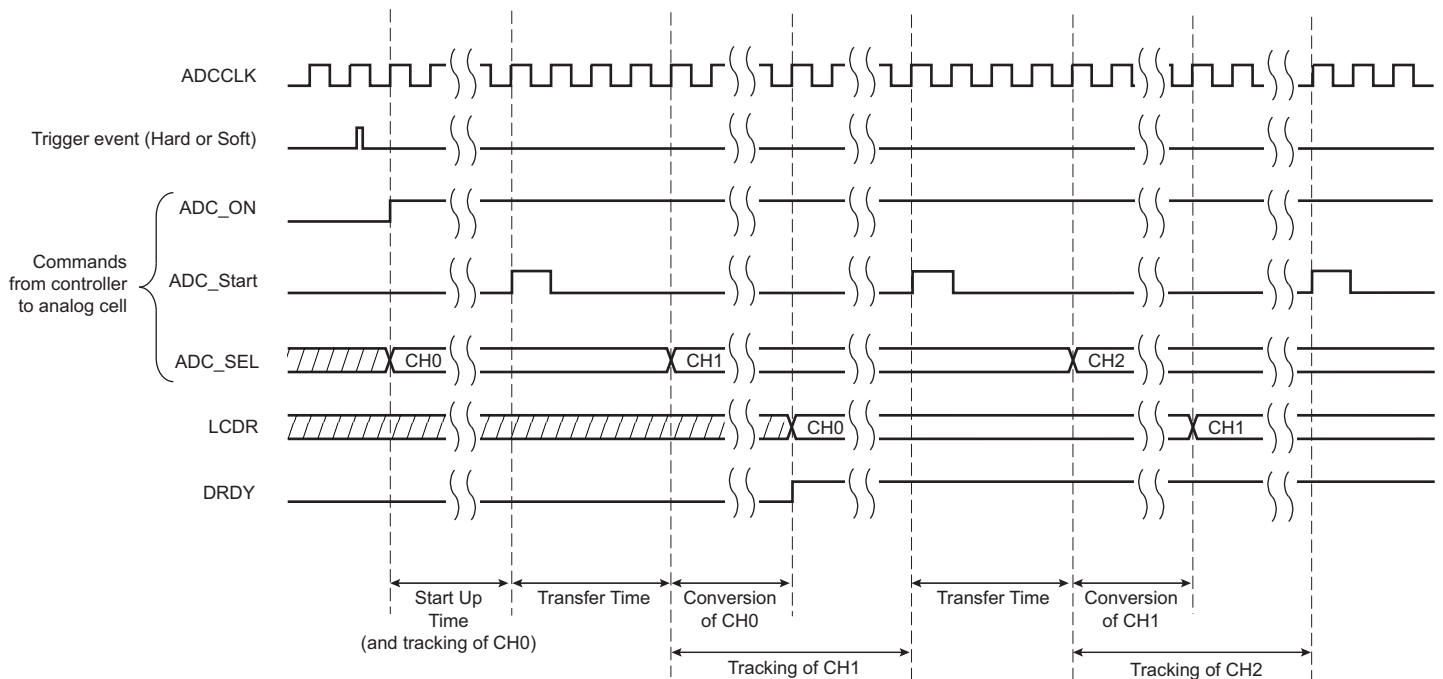 ADCCLK
Trigger event (Hard or Soft)
ADC_ON
Commands
from controller
to analog cell
ADC_Start
ADC_SEL
CH0
CH1
CH2
LCDR
CH0
CH1
DRDY
Start Up
Time
(and tracking of CH0)
Transfer Time
Conversion
of CH0
Transfer Time
Conversion
of CH1
Tracking of CH1
Tracking of CH2